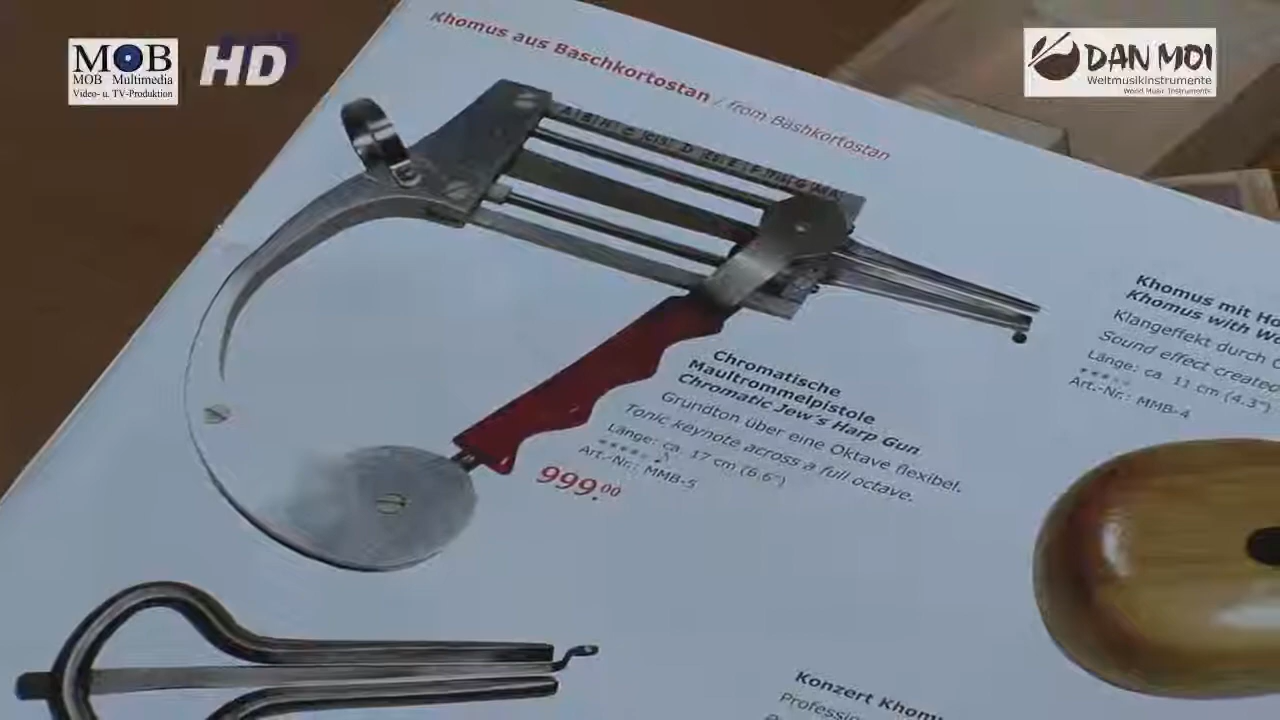 MOB
MOB Multimedia
Video- u. TV-Produktion
HD
DAN MOI
Weltmusikinstrumente
World Music Instruments
Khomus aus Baschkortostan / from Bashkortostan
Chromatische
Maultrommelpistole
Chromatic Jew's Harp Gun
Grundton über eine Oktave flexibel.
Tonic keynote across a full octave.
Länge: ca. 17 cm (6.6")
Art.-Nr.: MMB-5
999.00
Khomus mit
Khomus with
Klangeffekt durch
Sound effect created
Länge: ca. 11 cm (4.3")
Art.-Nr.: MMB-4
Konzert